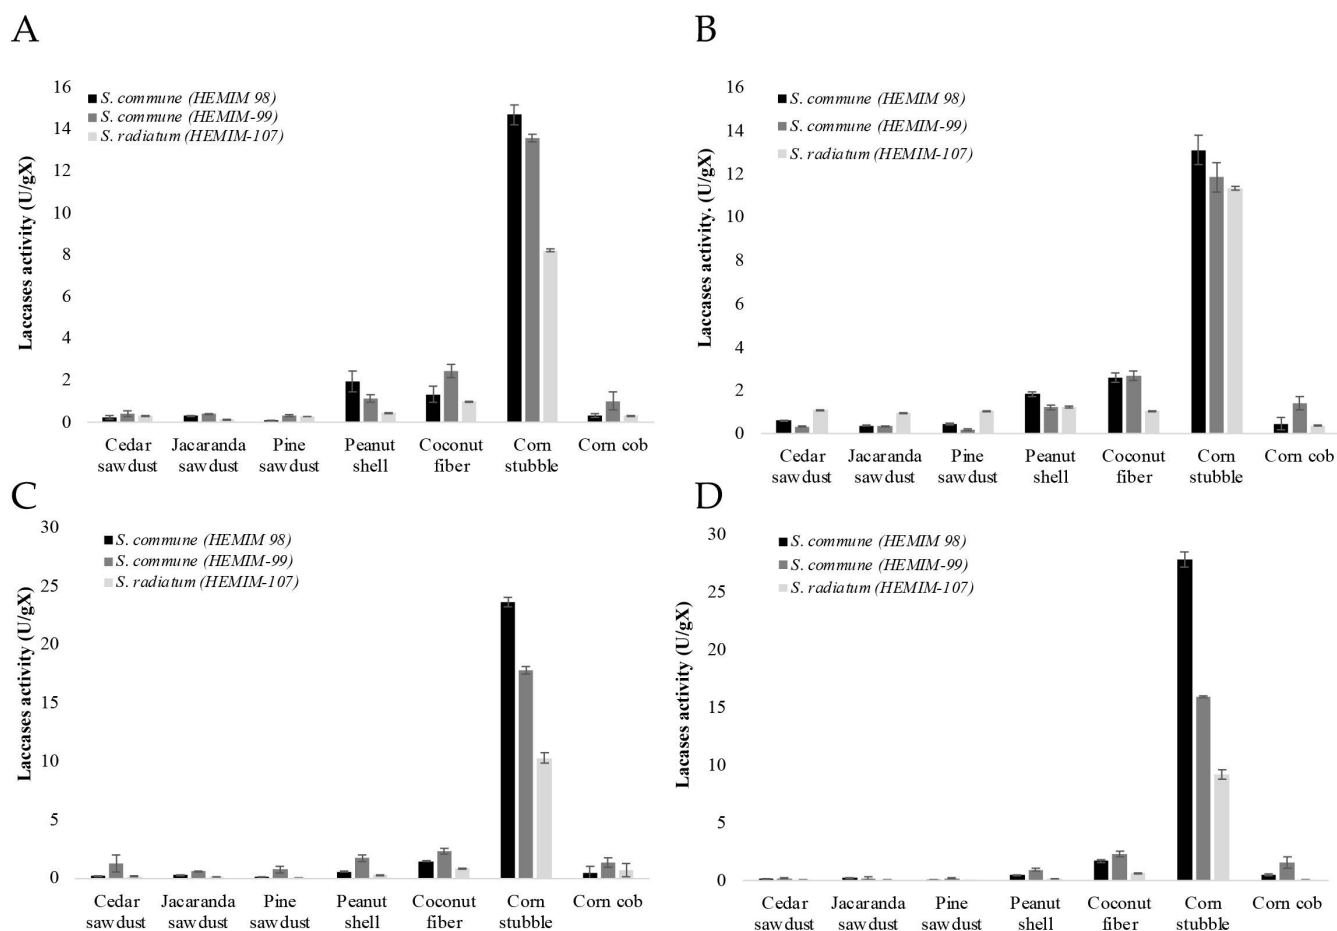 A
16
14
12
10
8
6
4
2
0
Laccases activity (U/gX)
S. commune (HEMIM 98)
S. commune (HEMIM-99)
S. radiatum (HEMIM-107)
Cedar
sawdust
Jacaranda
sawdust
Pine
sawdust
Peanut
shell
Coconut
fiber
Corn
stubble
Corn cob
B
16
14
12
10
8
6
4
2
0
Laccases activity. (U/gX)
S. commune (HEMIM 98)
S. commune (HEMIM-99)
S. radiatum (HEMIM-107)
Cedar
sawdust
Jacaranda
sawdust
Pine
sawdust
Peanut
shell
Coconut
fiber
Corn
stubble
Corn cob
C
30
25
20
15
10
5
0
Laccases activity (U/gX)
S. commune (HEMIM 98)
S. commune (HEMIM-99)
S. radiatum (HEMIM-107)
Cedar
sawdust
Jacaranda
sawdust
Pine
sawdust
Peanut
shell
Coconut
fiber
Corn
stubble
Corn cob
D
30
25
20
15
10
5
0
Lacases activity (U/gX)
S. commune (HEMIM 98)
S. commune (HEMIM-99)
S. radiatum (HEMIM-107)
Cedar
sawdust
Jacaranda
sawdust
Pine
sawdust
Peanut
shell
Coconut
fiber
Corn
stubble
Corn cob